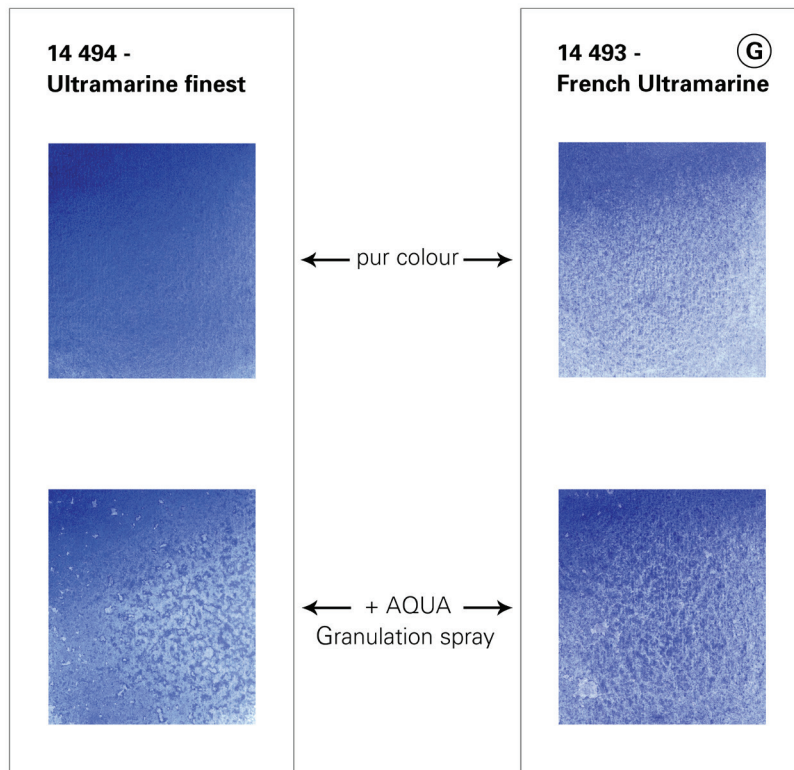 14 494 -
Ultramarine finest
14 493 -
G
French Ultramarine
pur colour
+ AQUA
Granulation spray